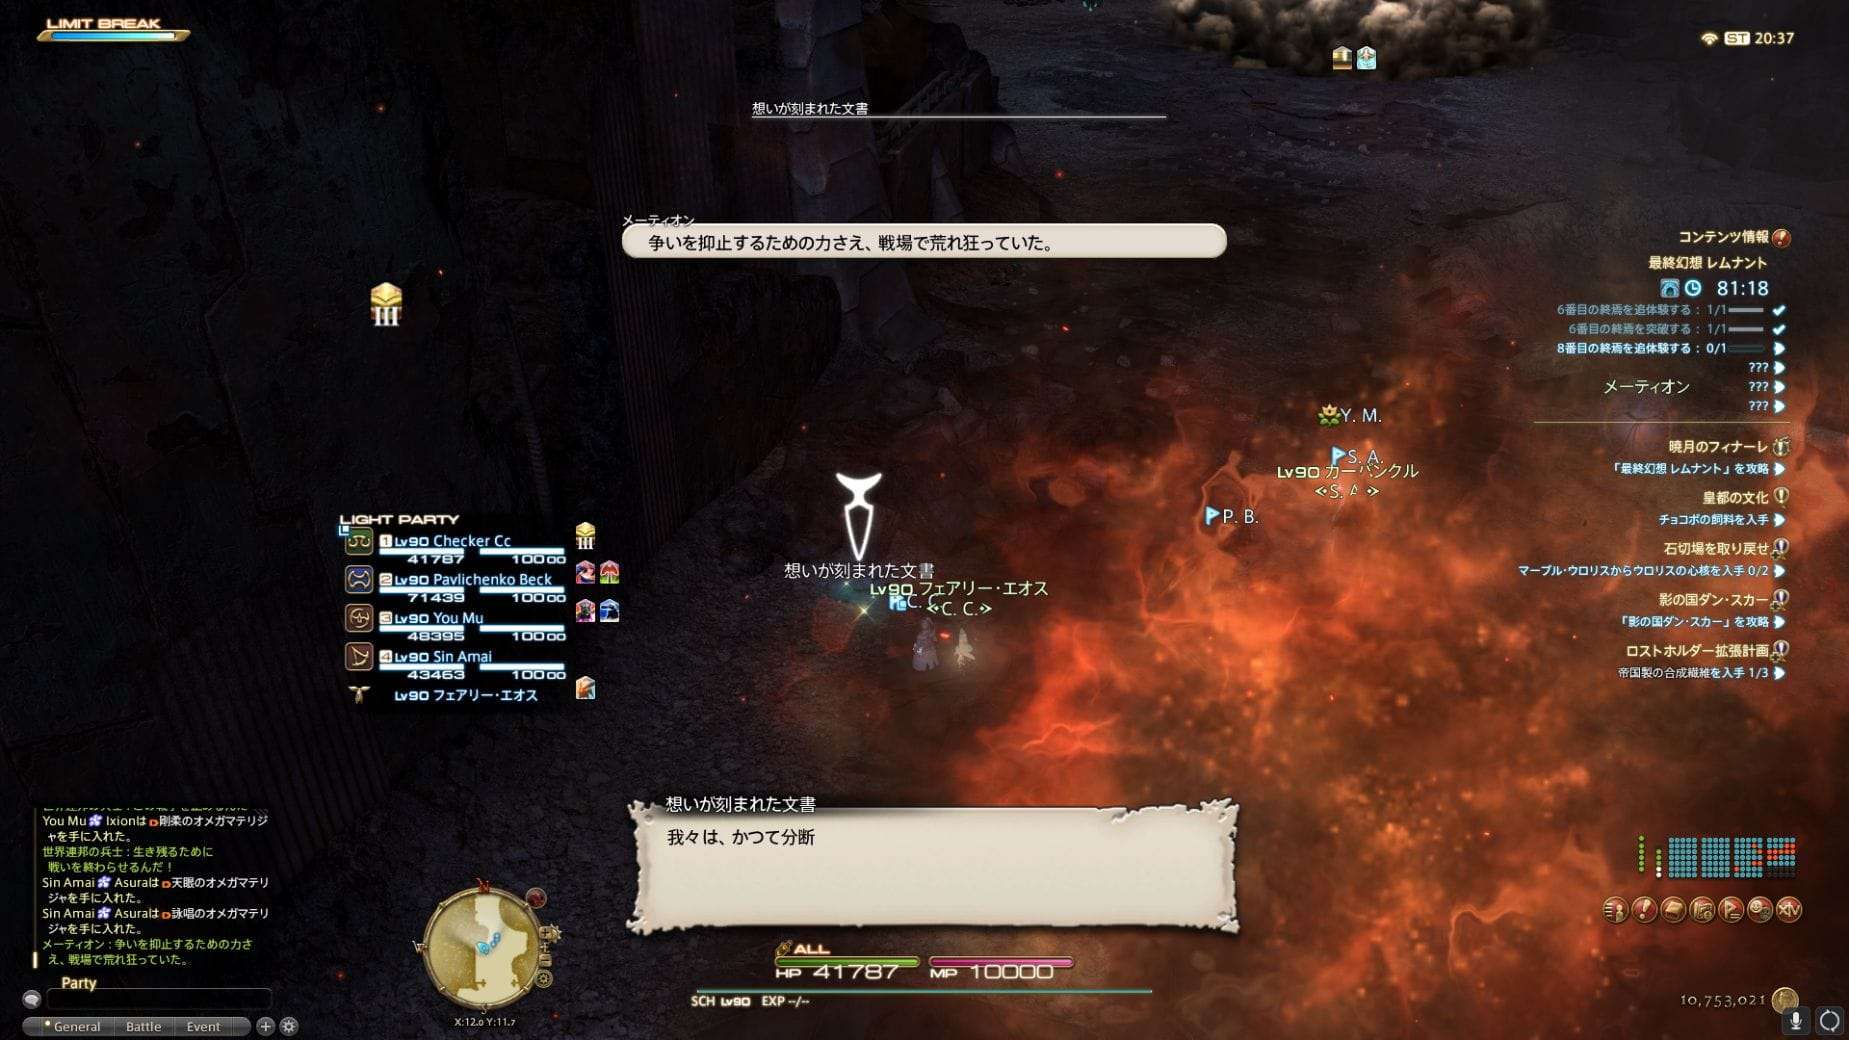 LIMIT BREAK
ST 20:37
想いが刻まれた文書
メーティオン
争いを抑止するための力さえ、戦場で荒れ狂っていた。
コンテンツ情報
最終幻想 レムナント
81:18
6番目の終焉を追体験する： 1/1
6番目の終焉を突破する： 1/1
8番目の終焉を追体験する： 0/1
???
???
???
メーティオン
暁月のフィナーレ
「最終幻想 レムナント」を攻略
皇都の文化
チョコボの飼料を入手
石切場を取り戻せ
マーブル・ウロリスからウロリスの心核を入手 0/2
影の国ダン・スカー
「影の国ダン・スカー」を攻略
ロストホルダー拡張計画
帝国製の合成繊維を入手 1/3
III
Y. M.
S. A.
Lv90 カーバンクル
P. B.
想いが刻まれた文書
Lv90 フェアリー・エオス
C. C.
LIGHT PARTY
1 Lv90 Checker Cc
41787 10000
2 Lv90 Pavlichenko Beck
71439 10000
3 Lv90 You Mu
48395 10000
4 Lv90 Sin Amai
43463 10000
Lv90 フェアリー・エオス
III
想いが刻まれた文書
我々は、かつて分断
You Mu Ixionは 剛柔のオメガマテリジ
ャを手に入れた。
世界連邦の兵士：生き残るために
戦いを終わらせるんだ！
Sin Amai Asuraは 天眼のオメガマテリ
ジャを手に入れた。
Sin Amai Asuraは 詠唱のオメガマテリ
ジャを手に入れた。
メーティオン：争いを抑止するための力さ
え、戦場で荒れ狂っていた。
Party
General Battle Event
N
X:12.0 Y:11.7
ALL
HP 41787 MP 10000
SCH Lv90 EXP --/--
XIV
10,753,021